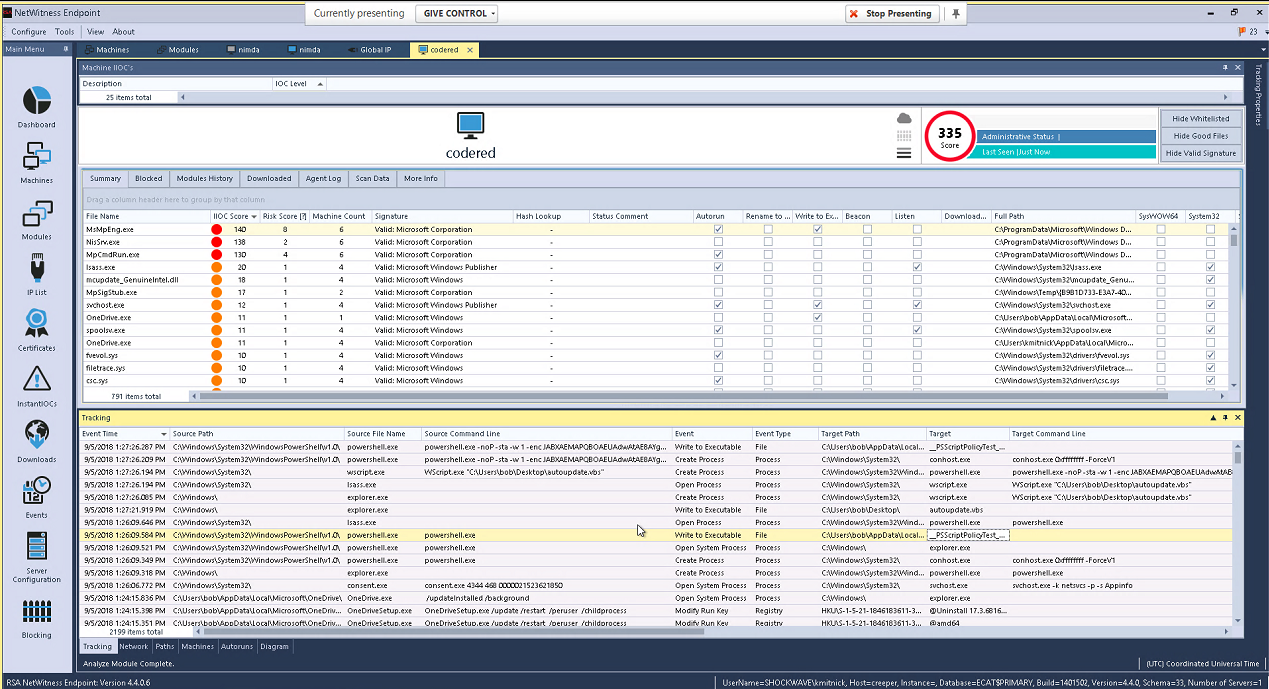 NetWitness Endpoint
Currently presenting GIVE CONTROL Stop Presenting
Configure Tools View About 23
Main Menu Machines Modules nimda nimda Global IP codered
Machine IIOC's
Description IOC Level
25 items total
Dashboard
Machines
Modules
IP List
Certificates
InstantIOCs
Downloads
Events
Server
Configuration
Blocking
Tracking Properties
codered
335
Score
Administrative Status |
Last Seen |Just Now
Hide Whitelisted
Hide Good Files
Hide Valid Signature
Summary Blocked Modules History Downloaded Agent Log Scan Data More Info
Drag a column header here to group by that column
File Name IIOC Score Risk Score [?] Machine Count Signature Hash Lookup Status Comment Autorun Rename to ... Write to Ex... Beacon Listen Download... Full Path SysWOW64 System32
MsMpEng.exe 140 8 6 Valid: Microsoft Corporation - C:\ProgramData\Microsoft\Windows D...
NisSrv.exe 138 2 6 Valid: Microsoft Corporation - C:\ProgramData\Microsoft\Windows D...
MpCmdRun.exe 130 4 6 Valid: Microsoft Corporation - C:\ProgramData\Microsoft\Windows D...
lsass.exe 20 1 4 Valid: Microsoft Windows Publisher - C:\Windows\System32\lsass.exe
mcupdate_GenuineIntel.dll 18 1 4 Valid: Microsoft Windows - C:\Windows\System32\mcupdate_Genu...
MpSigStub.exe 17 1 2 Valid: Microsoft Corporation - C:\Windows\Temp\{B9B1D733-E3A7-40...
svchost.exe 12 1 4 Valid: Microsoft Windows Publisher - C:\Windows\System32\svchost.exe
OneDrive.exe 11 1 1 Valid: Microsoft Windows - C:\Users\bob\AppData\Local\Microsoft...
spoolsv.exe 11 1 4 Valid: Microsoft Windows - C:\Windows\System32\spoolsv.exe
OneDrive.exe 11 1 4 Valid: Microsoft Corporation - C:\Users\kmitnick\AppData\Local\Micro...
fvevol.sys 10 1 4 Valid: Microsoft Windows - C:\Windows\System32\drivers\fvevol.sys
filetrace.sys 10 1 4 Valid: Microsoft Windows - C:\Windows\System32\drivers\filetrace...
csc.sys 10 1 4 Valid: Microsoft Windows - C:\Windows\System32\drivers\csc.sys
791 items total
Tracking
Event Time Source Path Source File Name Source Command Line Event Event Type Target Path Target Target Command Line
9/5/2018 1:27:26.287 PM C:\Windows\System32\WindowsPowerShell\v1.0\ powershell.exe powershell.exe -noP -sta -w 1 -enc Write to Executable File C:\Users\bob\AppData\Local... __PSScriptPolicyTest_...
9/5/2018 1:27:26.209 PM C:\Windows\System32\WindowsPowerShell\v1.0\ powershell.exe powershell.exe -noP -sta -w 1 -enc Create Process Process C:\Windows\System32\ conhost.exe conhost.exe 0xffffffff -ForceV1
9/5/2018 1:27:26.194 PM C:\Windows\System32\ wscript.exe WScript.exe "C:\Users\bob\Desktop\autoupdate.vbs" Create Process Process C:\Windows\System32\Wind... powershell.exe powershell.exe -noP -sta -w 1 -enc
9/5/2018 1:27:26.194 PM C:\Windows\System32\ lsass.exe Open Process Process C:\Windows\System32\ wscript.exe WScript.exe "C:\Users\bob\Desktop\autoupdate.vbs"
9/5/2018 1:27:26.085 PM C:\Windows\ explorer.exe Create Process Process C:\Windows\System32\ wscript.exe WScript.exe "C:\Users\bob\Desktop\autoupdate.vbs"
9/5/2018 1:27:21.919 PM C:\Windows\ explorer.exe Write to Executable File C:\Users\bob\Desktop\ autoupdate.vbs
9/5/2018 1:26:09.646 PM C:\Windows\System32\ lsass.exe Open Process Process C:\Windows\System32\Wind... powershell.exe powershell.exe
9/5/2018 1:26:09.584 PM C:\Windows\System32\WindowsPowerShell\v1.0\ powershell.exe powershell.exe Write to Executable File C:\Users\bob\AppData\Local... __PSScriptPolicyTest_...
9/5/2018 1:26:09.521 PM C:\Windows\System32\WindowsPowerShell\v1.0\ powershell.exe powershell.exe Open System Process Process C:\Windows\ explorer.exe
9/5/2018 1:26:09.349 PM C:\Windows\System32\WindowsPowerShell\v1.0\ powershell.exe powershell.exe Create Process Process C:\Windows\System32\ conhost.exe conhost.exe 0xffffffff -ForceV1
9/5/2018 1:26:09.318 PM C:\Windows\ explorer.exe Create Process Process C:\Windows\System32\Wind... powershell.exe powershell.exe
9/5/2018 1:26:06.772 PM C:\Windows\System32\ consent.exe consent.exe 4344 468 0000021523621850 Open System Process Process C:\Windows\System32\ svchost.exe svchost.exe -k netsvcs -p -s Appinfo
9/5/2018 1:24:15.836 PM C:\Users\bob\AppData\Local\Microsoft\OneDrive\ OneDrive.exe /updateInstalled /background Open System Process Process C:\Windows\ explorer.exe
9/5/2018 1:24:15.398 PM C:\Users\bob\AppData\Local\Microsoft\OneDriv... OneDriveSetup.exe OneDriveSetup.exe /update /restart /peruser /childprocess Modify Run Key Registry HKU\S-1-5-21-1846183611-3... @Uninstall 17.3.6816...
9/5/2018 1:24:15.351 PM C:\Users\bob\AppData\Local\Microsoft\OneDriv... OneDriveSetup.exe OneDriveSetup.exe /update /restart /peruser /childprocess Modify Run Key Registry HKU\S-1-5-21-1846183611-3... @amd64
2199 items total
Tracking Network Paths Machines Autoruns Diagram
Analyze Module Complete. (UTC) Coordinated Universal Time
RSA NetWitness Endpoint: Version 4.4.0.6 UserName=SHOCKWAVE\kmitnick, Host=creeper, Instance=, Database=ECAT$PRIMARY, Build=1401502, Version=4.4.0, Schema=33, Number of Servers=1